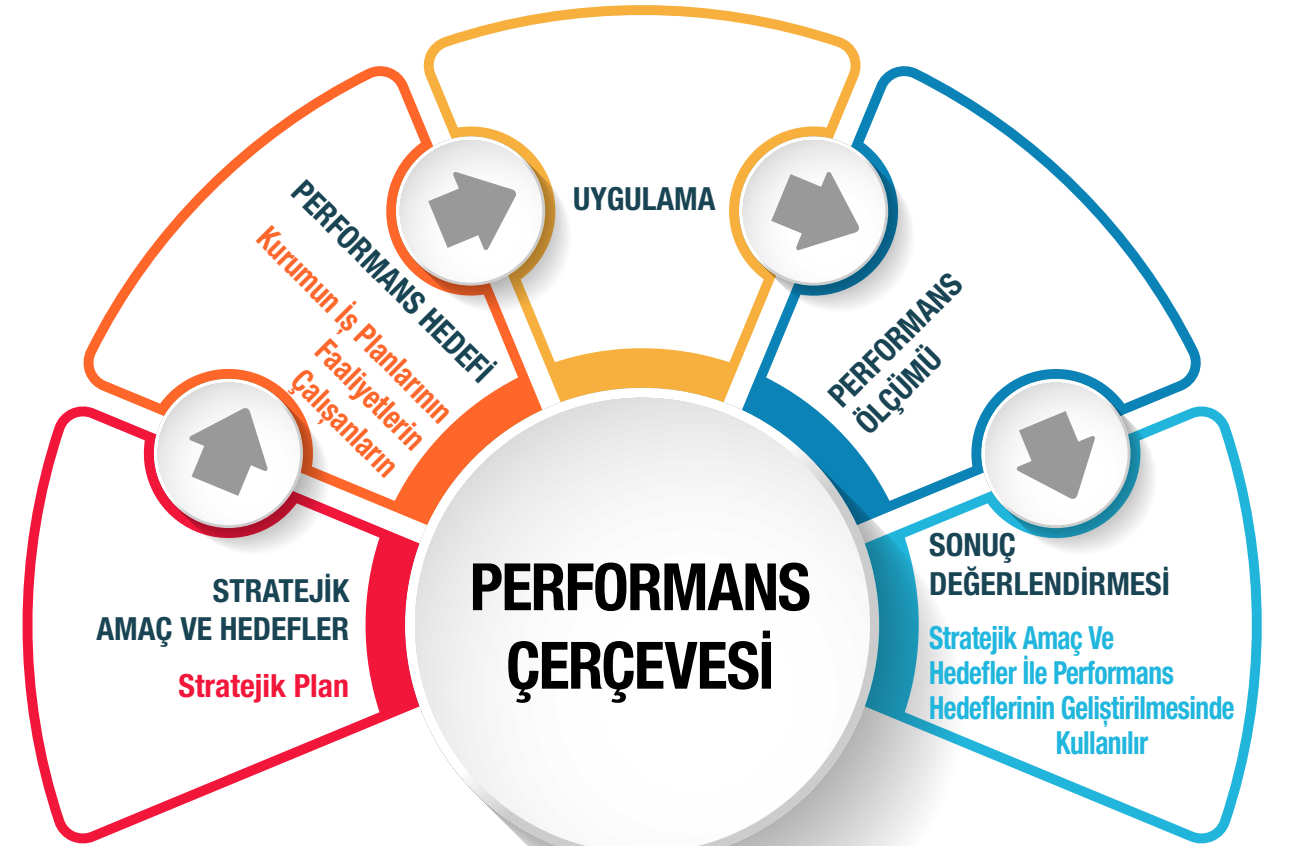 STRATEJİK
AMAÇ VE HEDEFLER
Stratejik Plan
PERFORMANS HEDEFİ
Kurumun İş Planlarının
Faaliyetlerin
Çalışanların
UYGULAMA
PERFORMANS
ÖLÇÜMÜ
SONUÇ
DEĞERLENDİRMESİ
Stratejik Amaç Ve
Hedefler İle Performans
Hedeflerinin Geliştirilmesinde
Kullanılır
PERFORMANS
ÇERÇEVESİ